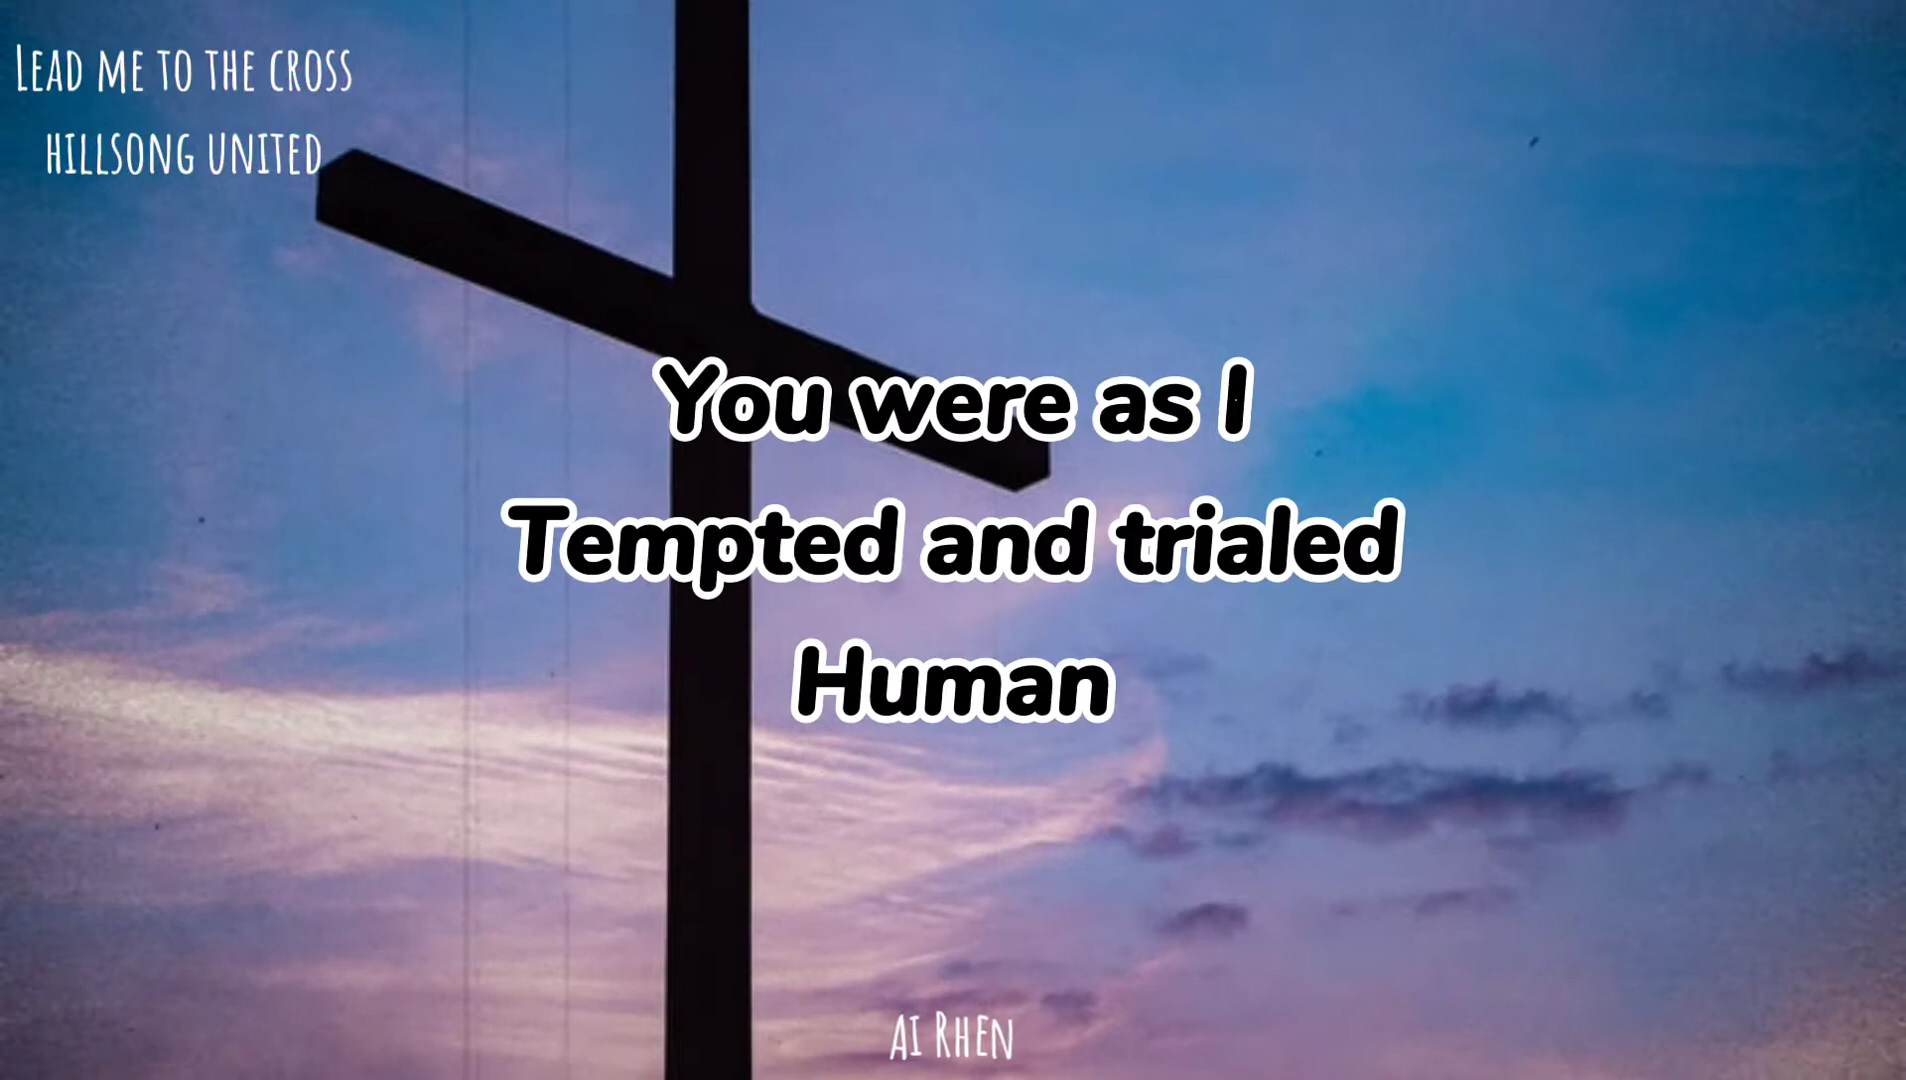 LEAD ME TO THE CROSS
HILLSONG UNITED
You were as I
Tempted and trialed
Human
AI RHEN